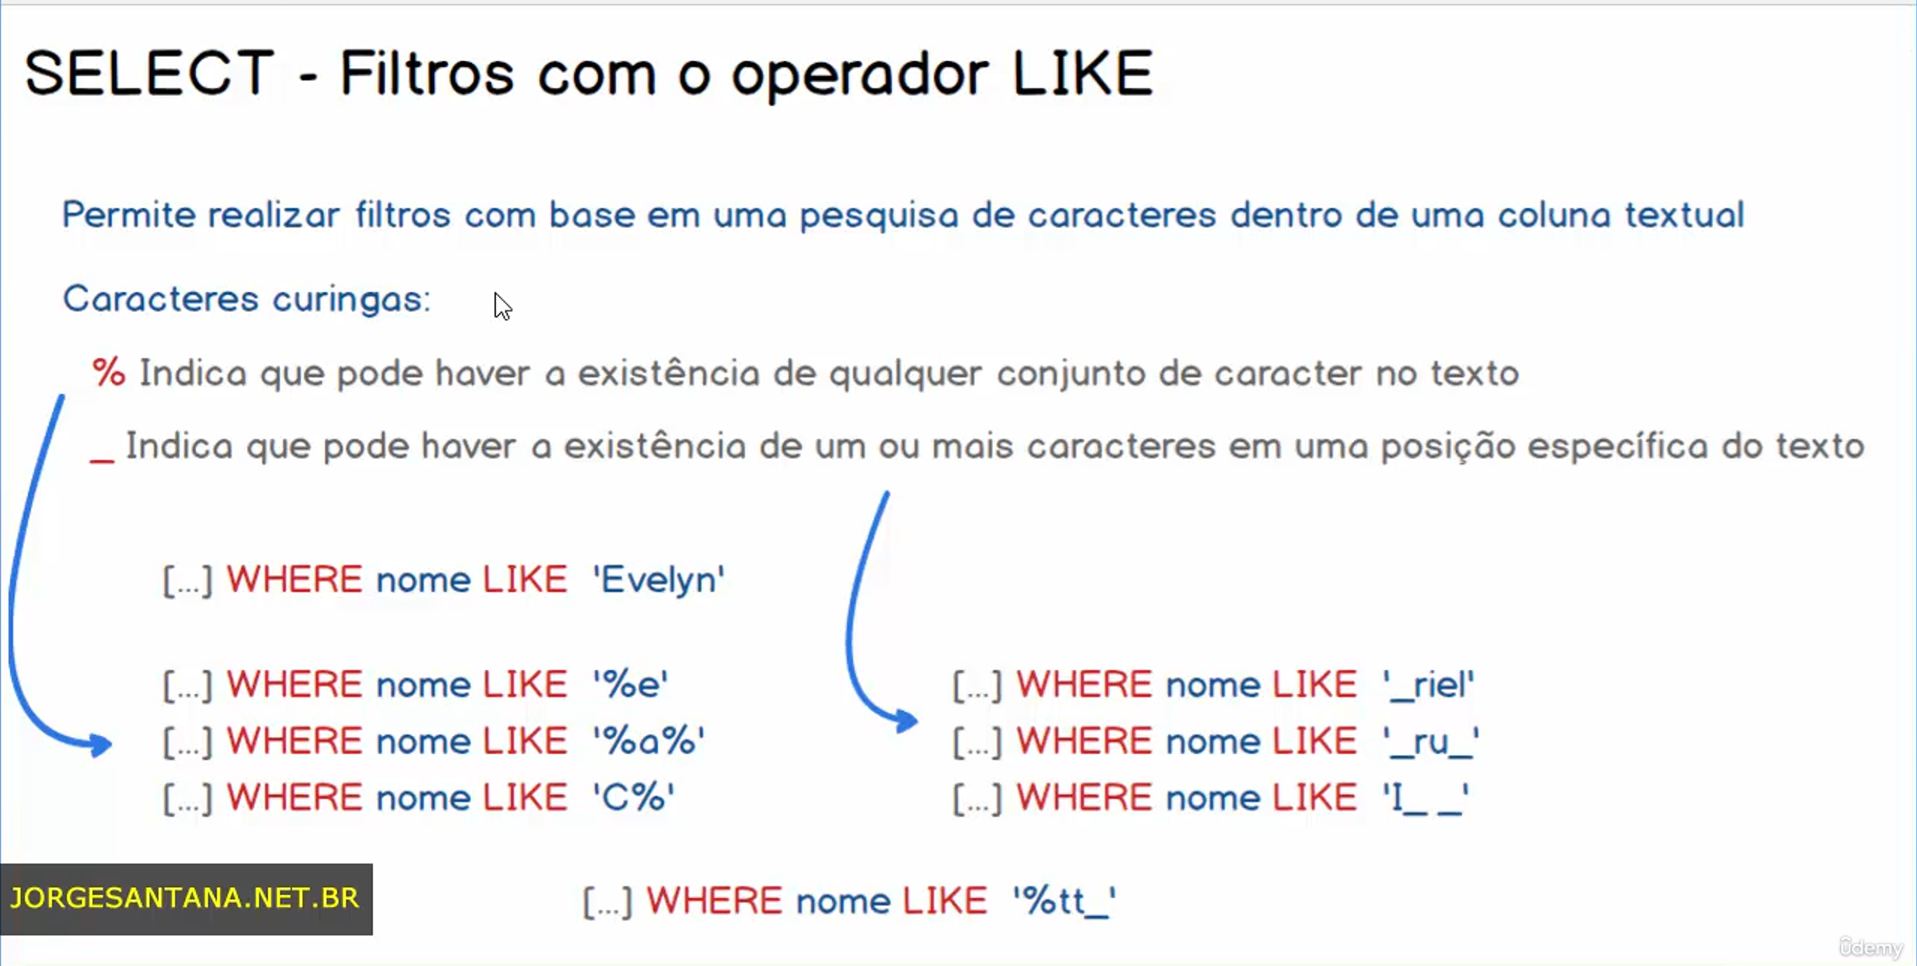 SELECT - Filtros com o operador LIKE
Permite realizar filtros com base em uma pesquisa de caracteres dentro de uma coluna textual
Caracteres curingas:
% Indica que pode haver a existência de qualquer conjunto de caracter no texto
_ Indica que pode haver a existência de um ou mais caracteres em uma posição específica do texto
[...] WHERE nome LIKE 'Evelyn'
[...] WHERE nome LIKE '%e'
[...] WHERE nome LIKE '%a%'
[...] WHERE nome LIKE 'C%'
[...] WHERE nome LIKE '_riel'
[...] WHERE nome LIKE '_ru_'
[...] WHERE nome LIKE 'I_ _'
[...] WHERE nome LIKE '%tt_'
JORGESANTANA.NET.BR
ûdemy